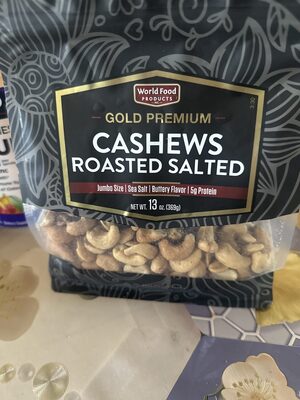 World Food
PRODUCTS
GOLD PREMIUM
CASHEWS
ROASTED SALTED
Jumbo Size | Sea Salt | Buttery Flavor | 5g Protein
NET WT. 13 oz. (369g)